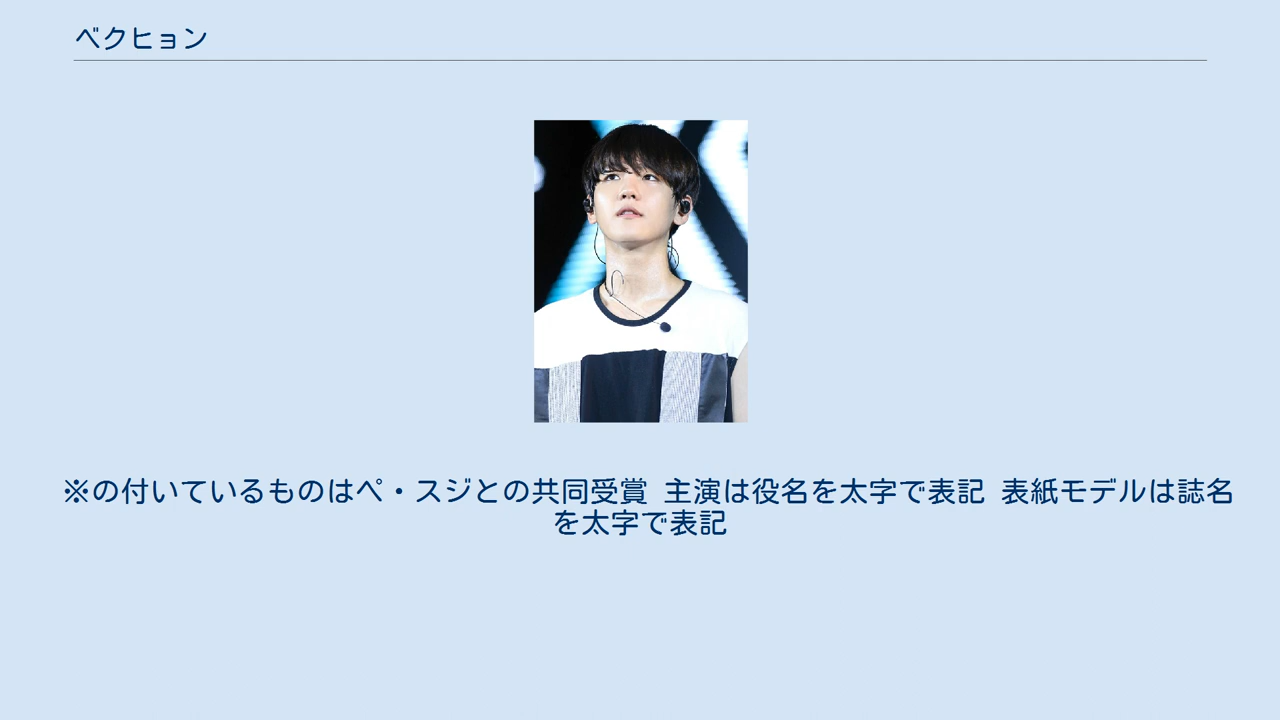 ベクヒョン
※の付いているものはペ・スジとの共同受賞 主演は役名を太字で表記 表紙モデルは誌名
を太字で表記